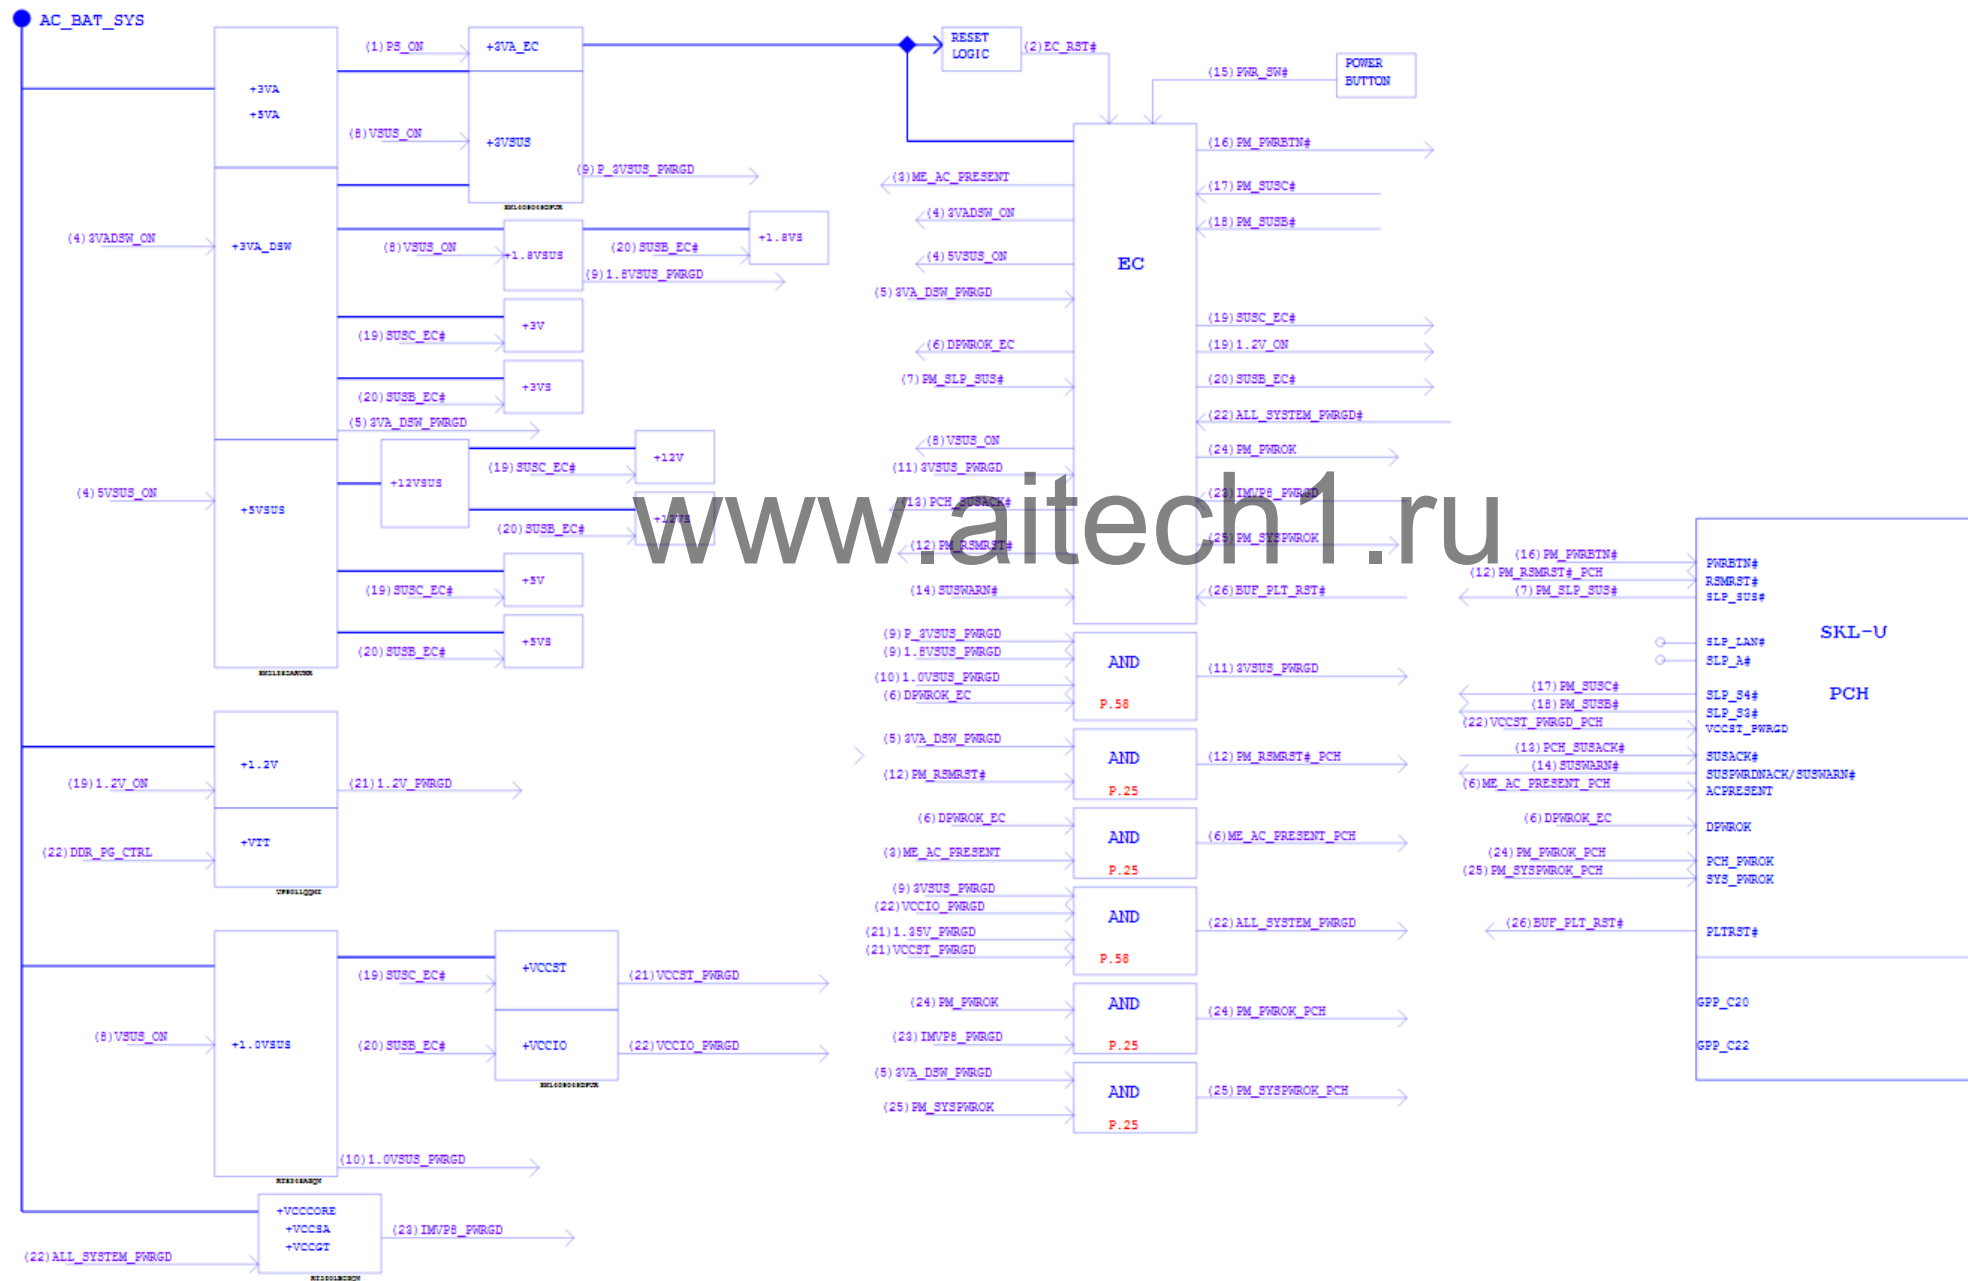 AC_BAT_SYS
+3VA
+5VA
(1)PS_ON
+3VA_EC
(8)VSUS_ON
+3VSUS
(9)P_3VSUS_PWRGD
RESET
LOGIC
(2)EC_RST#
(15)PWR_SW#
POWER
BUTTON
(4)3VADSW_ON
+3VA_DSW
(8)VSUS_ON
+1.8VSUS
(20)SUSB_EC#
+1.8VS
(9)1.8VSUS_PWRGD
(19)SUSC_EC#
+3V
(20)SUSB_EC#
+3VS
(5)3VA_DSW_PWRGD
(4)5VSUS_ON
+5VSUS
+12VSUS
(19)SUSC_EC#
+12V
(20)SUSB_EC#
+12VS
(19)SUSC_EC#
+5V
(20)SUSB_EC#
+5VS
(19)1.2V_ON
+1.2V
(21)1.2V_PWRGD
(22)DDR_PG_CTRL
+VTT
(8)VSUS_ON
+1.0VSUS
(19)SUSC_EC#
+VCCST
(21)VCCST_PWRGD
(20)SUSB_EC#
+VCCIO
(22)VCCIO_PWRGD
(10)1.0VSUS_PWRGD
+VCCCORE
+VCCSA
+VCCGT
(23)IMVP8_PWRGD
(22)ALL_SYSTEM_PWRGD
EC
(3)ME_AC_PRESENT
(4)3VADSW_ON
(4)5VSUS_ON
(5)3VA_DSW_PWRGD
(6)DPWROK_EC
(7)PM_SLP_SUS#
(8)VSUS_ON
(11)3VSUS_PWRGD
(13)PCH_SUSACK#
(12)PM_RSMRST#
(14)SUSWARN#
(16)PM_PWRBTN#
(17)PM_SUSC#
(18)PM_SUSB#
(19)SUSC_EC#
(19)1.2V_ON
(20)SUSB_EC#
(22)ALL_SYSTEM_PWRGD#
(24)PM_PWROK
(23)IMVP8_PWRGD
(25)PM_SYSPWROK
(26)BUF_PLT_RST#
www.aitech1.ru
(9)P_3VSUS_PWRGD
(9)1.8VSUS_PWRGD
(10)1.0VSUS_PWRGD
(6)DPWROK_EC
AND
P.58
(11)3VSUS_PWRGD
(5)3VA_DSW_PWRGD
(12)PM_RSMRST#
AND
P.25
(12)PM_RSMRST#_PCH
(6)DPWROK_EC
(3)ME_AC_PRESENT
AND
P.25
(6)ME_AC_PRESENT_PCH
(9)3VSUS_PWRGD
(22)VCCIO_PWRGD
(21)1.35V_PWRGD
(21)VCCST_PWRGD
AND
P.58
(22)ALL_SYSTEM_PWRGD
(24)PM_PWROK
(23)IMVP8_PWRGD
AND
P.25
(24)PM_PWROK_PCH
(5)3VA_DSW_PWRGD
(25)PM_SYSPWROK
AND
P.25
(25)PM_SYSPWROK_PCH
SKL-U
PCH
(16)PM_PWRBTN#
PWRBTN#
(12)PM_RSMRST#_PCH
RSMRST#
(7)PM_SLP_SUS#
SLP_SUS#
SLP_LAN#
SLP_A#
(17)PM_SUSC#
SLP_S4#
(18)PM_SUSB#
SLP_S3#
(22)VCCST_PWRGD_PCH
VCCST_PWRGD
(13)PCH_SUSACK#
SUSACK#
(14)SUSWARN#
SUSPWRDNACK/SUSWARN#
(6)ME_AC_PRESENT_PCH
ACPRESENT
(6)DPWROK_EC
DPWROK
(24)PM_PWROK_PCH
PCH_PWROK
(25)PM_SYSPWROK_PCH
SYS_PWROK
(26)BUF_PLT_RST#
PLTRST#
GPP_C20
GPP_C22